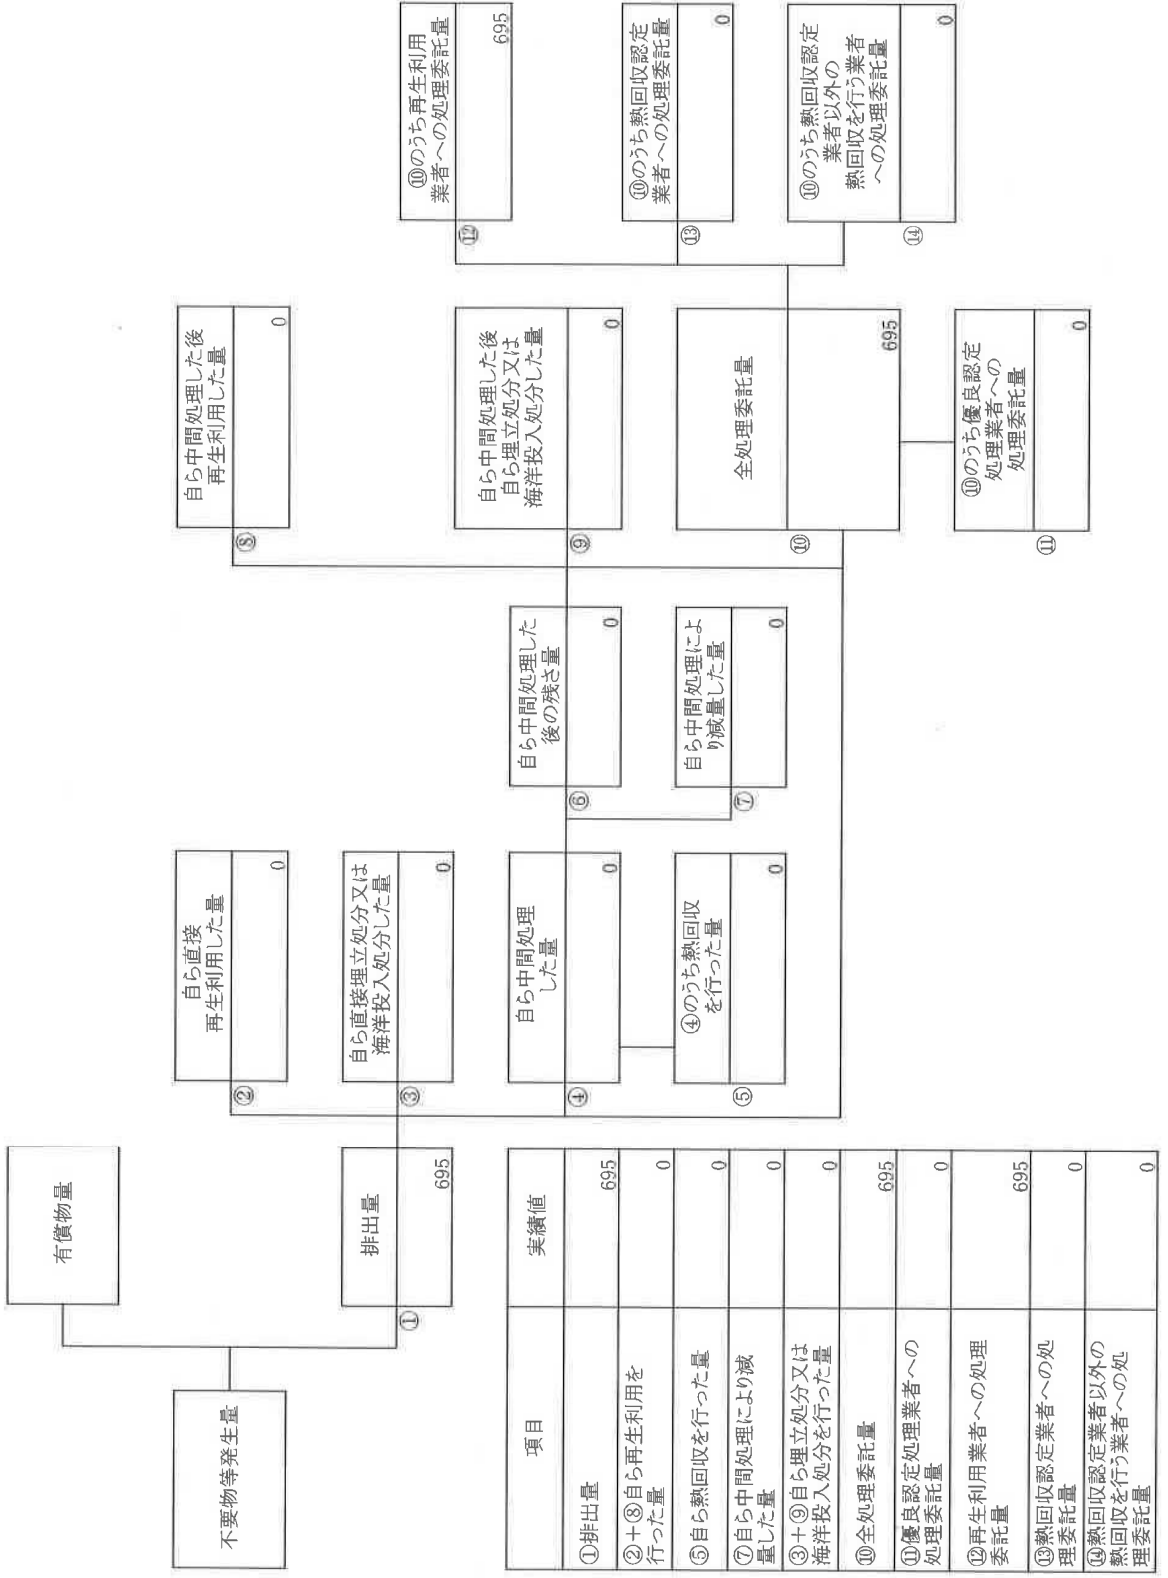 不要物等発生量
有償物量
①
排出量
695
②
自ら直接
再生利用した量
0
③
自ら直接埋立処分又は
海洋投入処分した量
0
④
自ら中間処理
した量
0
⑤
④のうち熱回収
を行った量
0
⑥
自ら中間処理した
後の残さ量
0
⑦
自ら中間処理によ
り減量した量
0
⑧
自ら中間処理した後
再生利用した量
0
⑨
自ら中間処理した後
自ら埋立処分又は
海洋投入処分した量
0
⑩
全処理委託量
695
⑪
⑩のうち優良認定
処理業者への
処理委託量
0
⑫
⑩のうち再生利用
業者への処理委託量
695
⑬
⑩のうち熱回収認定
業者への処理委託量
0
⑭
⑩のうち熱回収認定
業者以外の
熱回収を行う業者
への処理委託量
0
項目 実績値
①排出量 695
②+⑧自ら再生利用を
行った量 0
⑤自ら熱回収を行った量 0
⑦自ら中間処理により減
量した量 0
③+⑨自ら埋立処分又は
海洋投入処分を行った量 0
⑩全処理委託量 695
⑪優良認定処理業者への
処理委託量 0
⑫再生利用業者への処理
委託量 695
⑬熱回収認定業者への処
理委託量 0
⑭熱回収認定業者以外の
熱回収を行う業者への処
理委託量 0